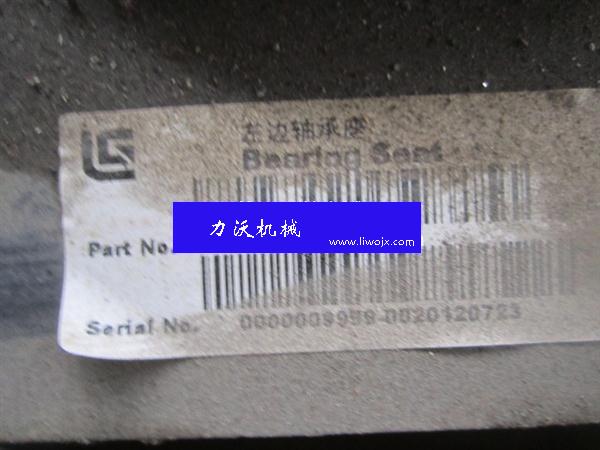 LG
左边轴承座
Bearing Seat
力沃机械
www.liwojx.com
Part No.
Serial No. 0000009959 0020120723